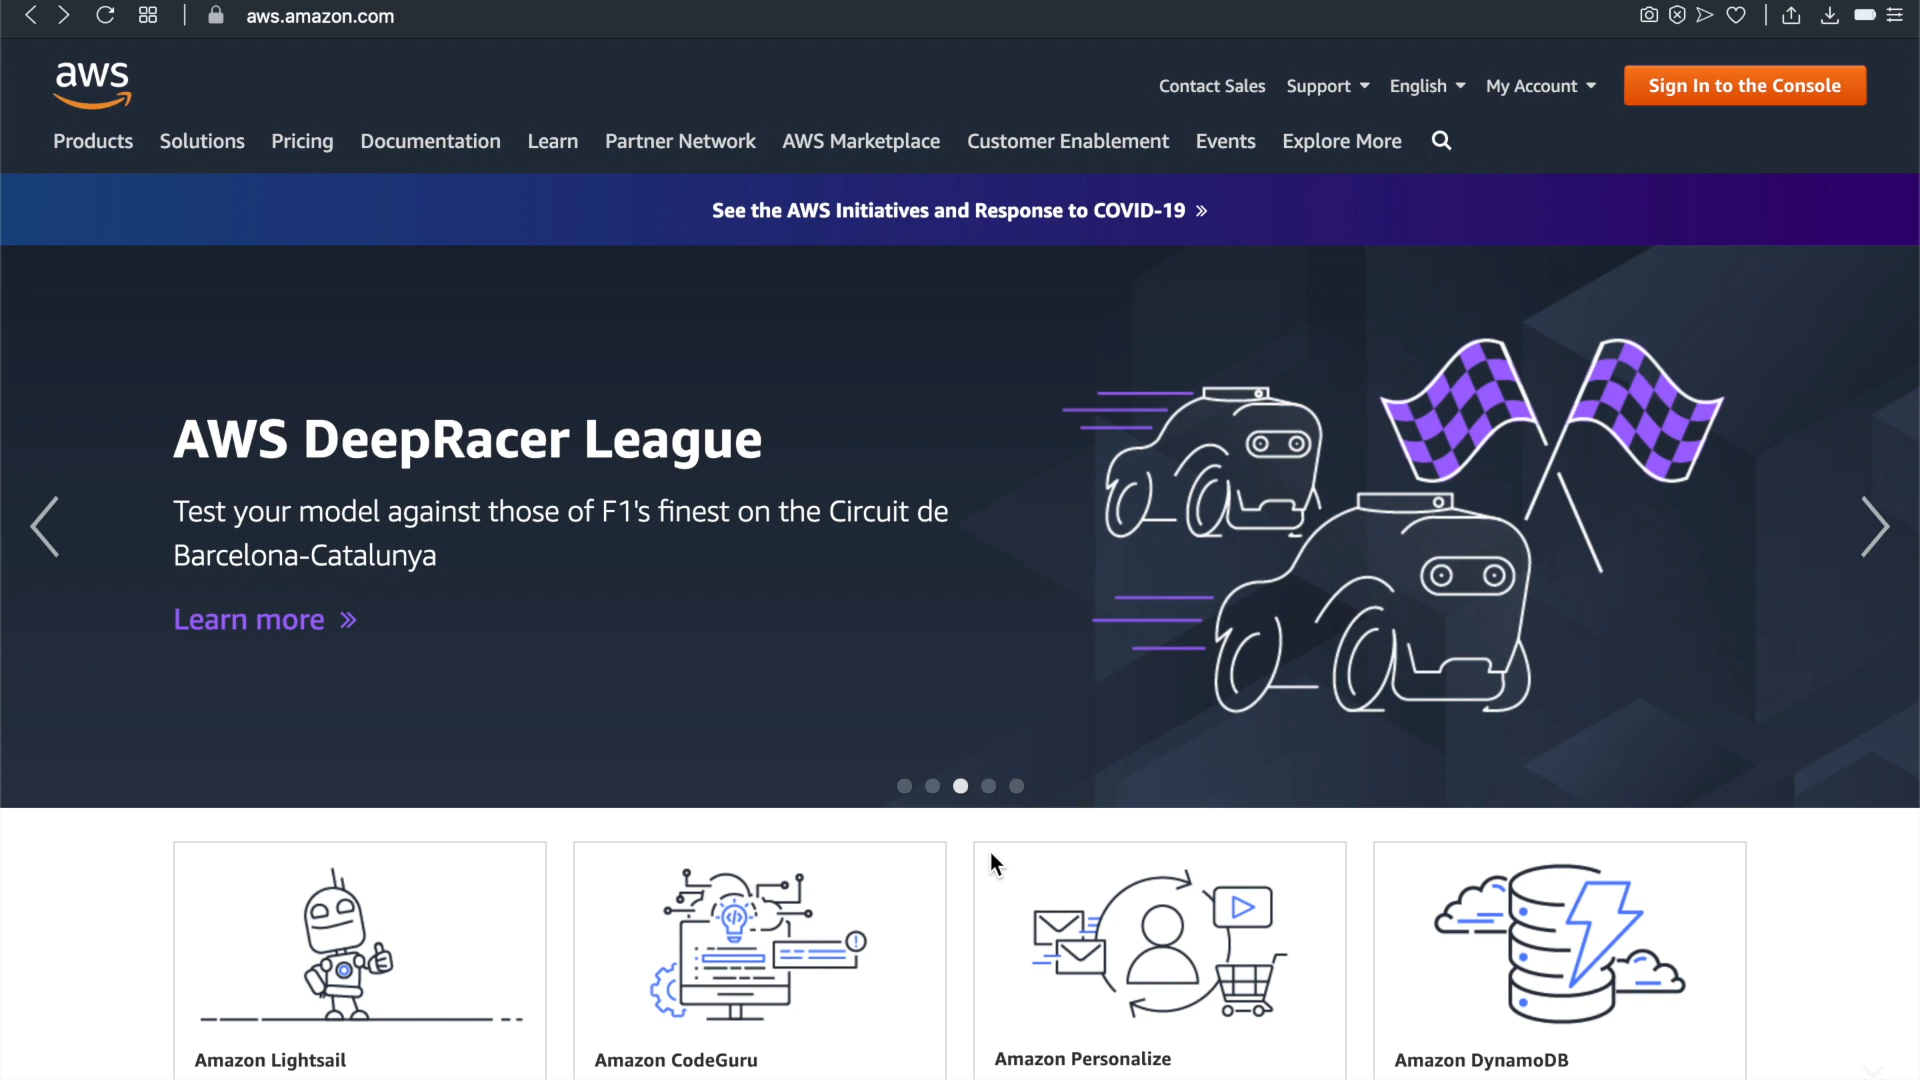 aws.amazon.com
aws
Contact Sales Support English My Account Sign In to the Console
Products Solutions Pricing Documentation Learn Partner Network AWS Marketplace Customer Enablement Events Explore More
See the AWS Initiatives and Response to COVID-19 »
AWS DeepRacer League
Test your model against those of F1's finest on the Circuit de
Barcelona-Catalunya
Learn more »
Amazon Lightsail
Amazon CodeGuru
Amazon Personalize
Amazon DynamoDB